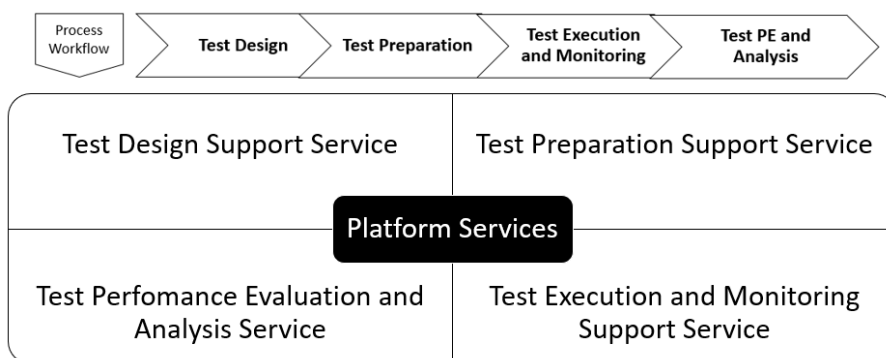 Process
Workflow
Test Design
Test Preparation
Test Execution
and Monitoring
Test PE and
Analysis
Test Design Support Service
Test Preparation Support Service
Platform Services
Test Perfomance Evaluation and
Analysis Service
Test Execution and Monitoring
Support Service